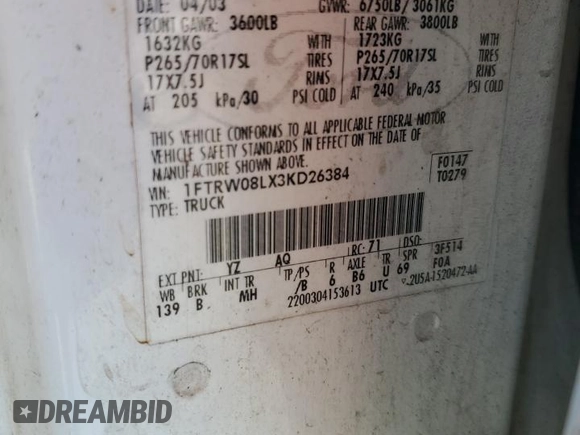 DATE: 04/03 GVWR: 6750LB/3061KG
FRONT GAWR: 3600LB REAR GAWR: 3800LB
1632KG WITH 1723KG WITH
P265/70R17SL TIRES P265/70R17SL TIRES
17X7.5J RIMS 17X7.5J RIMS
AT 205 kPa/30 PSI COLD AT 240 kPa/35 PSI COLD
Ford
THIS VEHICLE CONFORMS TO ALL APPLICABLE FEDERAL MOTOR
VEHICLE SAFETY STANDARDS IN EFFECT ON THE DATE OF
MANUFACTURE SHOWN ABOVE.
VIN: 1FTRW08LX3KD26384 F0147
TYPE: TRUCK T0279
EXT PNT: YZ AQ RC: 71 DSO:
WB BRK INT TR TP/PS R AXLE TR SPR 3F514
139 B MH /B 6 B6 U 69 F0A
2200304153613 UTC
DREAMBID